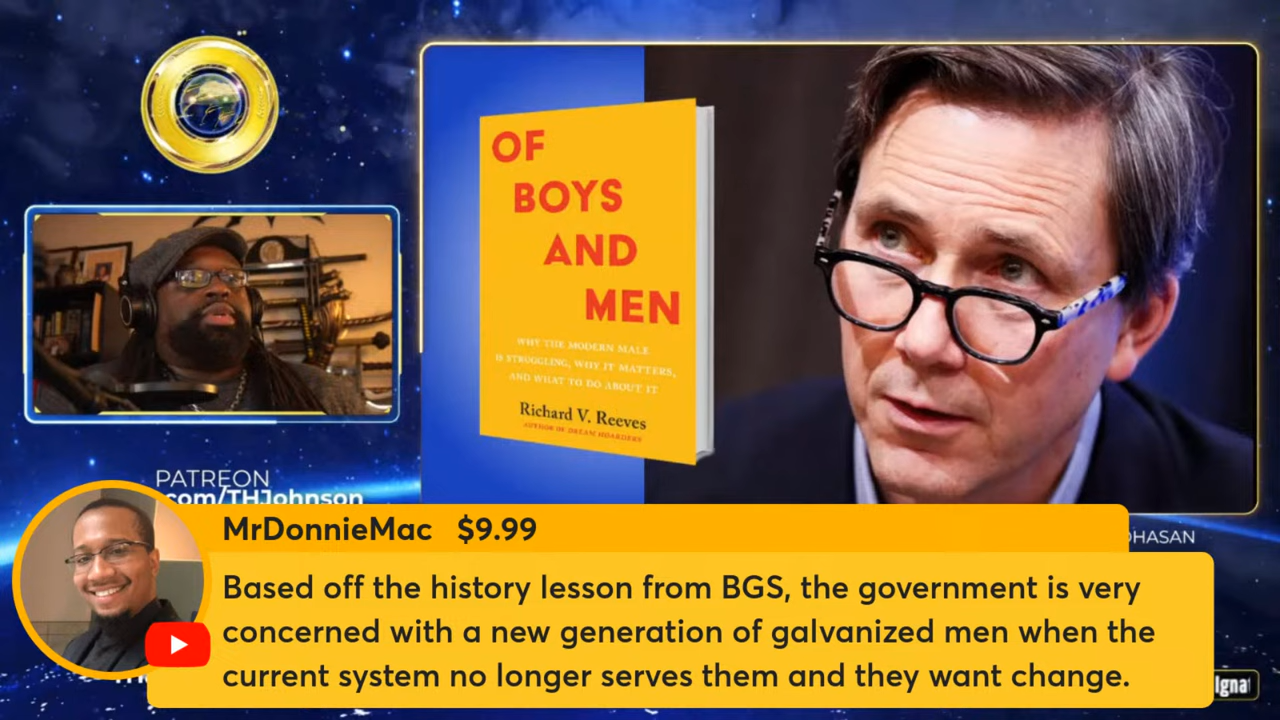 OF
BOYS
AND
MEN
WHY THE MODERN MALE
IS STRUGGLING, WHY IT MATTERS,
AND WHAT TO DO ABOUT IT
Richard V. Reeves
AUTHOR OF DREAM HOARDERS
PATREON
.com/THJohnson
MrDonnieMac $9.99
Based off the history lesson from BGS, the government is very
concerned with a new generation of galvanized men when the
current system no longer serves them and they want change.
DHASAN